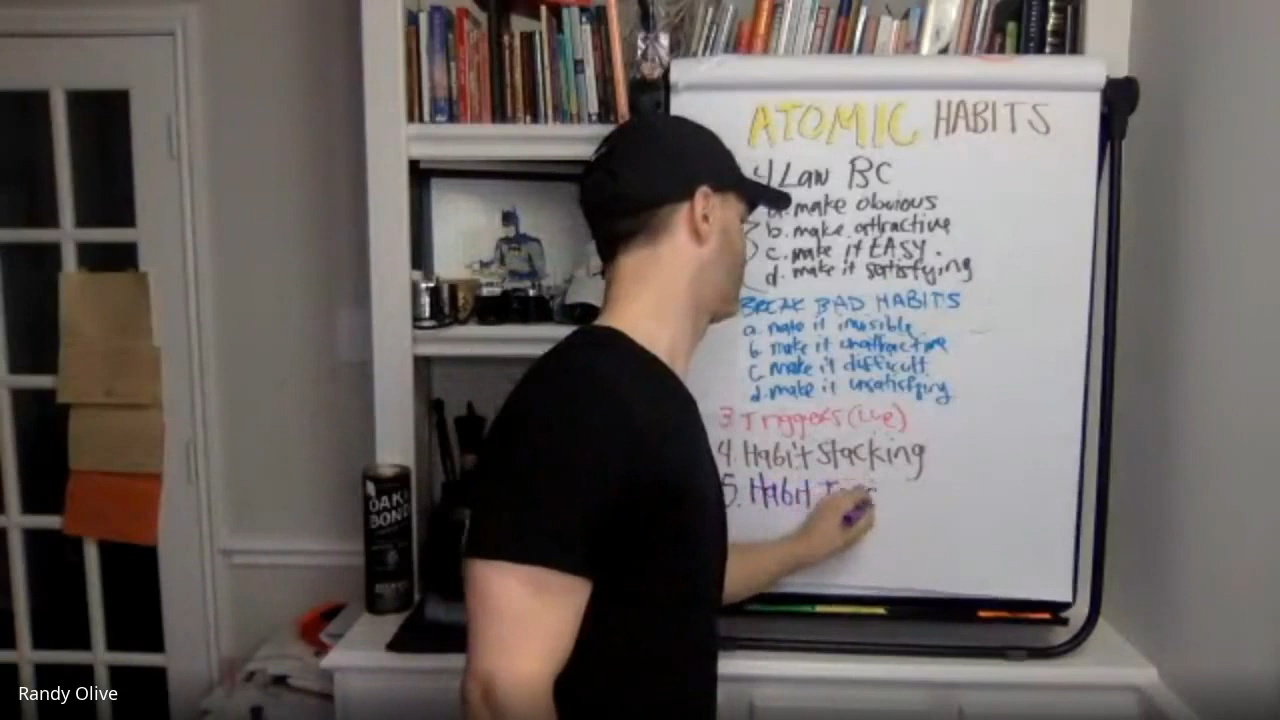 ATOMIC HABITS
4 Law BC
a. make obvious
b. make attractive
c. make it EASY.
d. make it satisfying
BREAK BAD HABITS
a. make it invisible
b. make it unattractive
c. make it difficult
d. make it unsatisfying
3. Triggers (cue)
4. Habit Stacking
5. Habit
OAK
BOND
Randy Olive